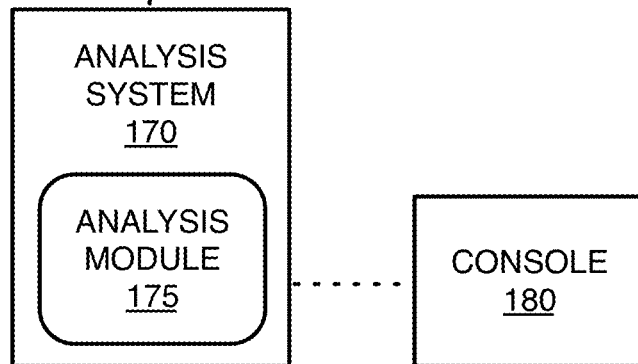 ANALYSIS
SYSTEM
170
ANALYSIS
MODULE
175
CONSOLE
180